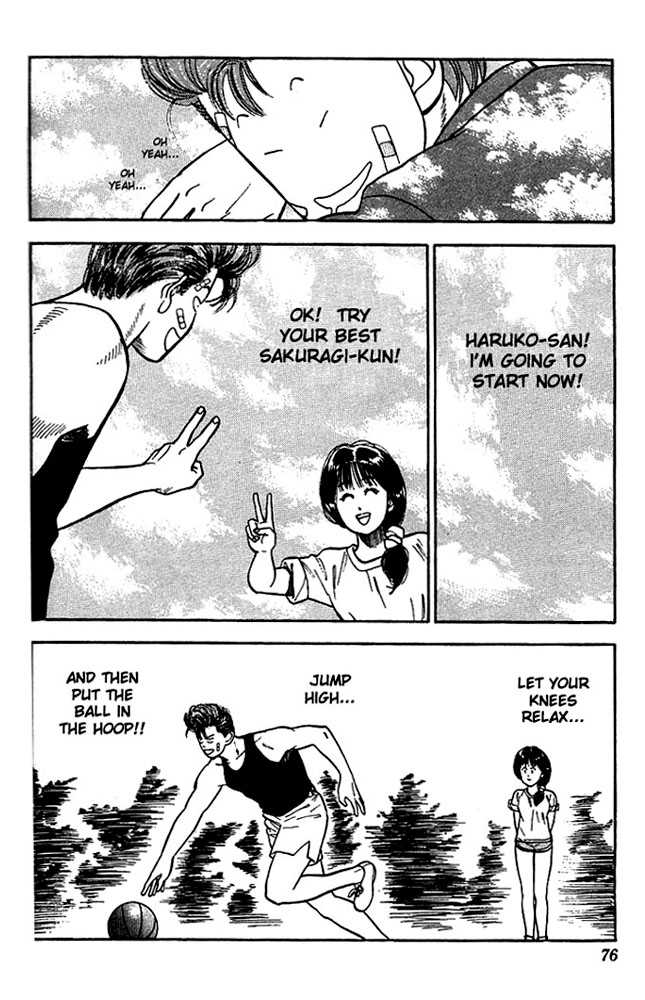 OH
YEAH...
OH
YEAH...
HARUKO-SAN!
I'M GOING TO
START NOW!
OK! TRY
YOUR BEST
SAKURAGI-KUN!
LET YOUR
KNEES
RELAX...
JUMP
HIGH...
AND THEN
PUT THE
BALL IN
THE HOOP!!
76